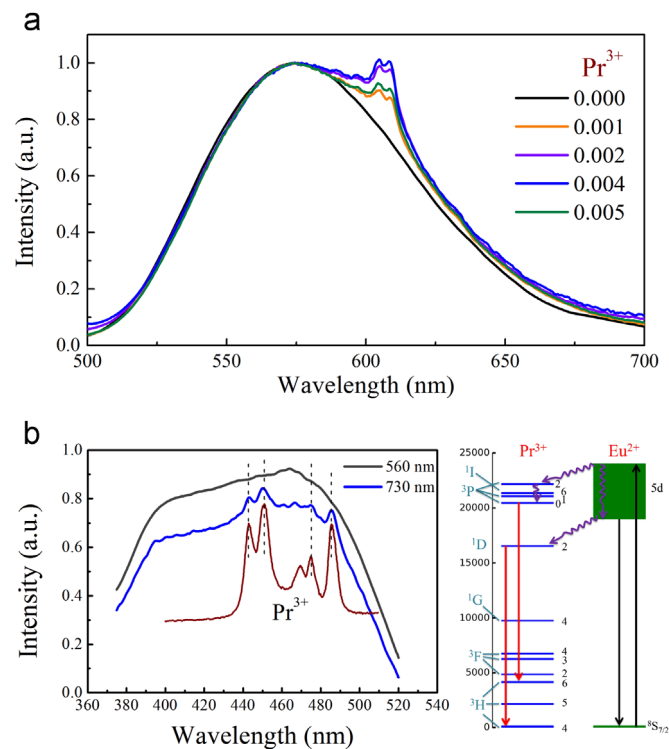 a
Intensity (a.u.)
1.0
0.8
0.6
0.4
0.2
0.0
500
550
600
650
700
Wavelength (nm)
Pr3+
0.000
0.001
0.002
0.004
0.005
b
Intensity (a.u.)
1.0
0.8
0.6
0.4
0.2
0.0
360 380 400 420 440 460 480 500 520 540
Wavelength (nm)
560 nm
730 nm
Pr3+
Pr3+
Eu2+
25000
20000
15000
10000
5000
0
1I
3P
1D
1G
3F
3H
2
6
1
0
2
4
4
3
2
6
5
4
5d
8S7/2